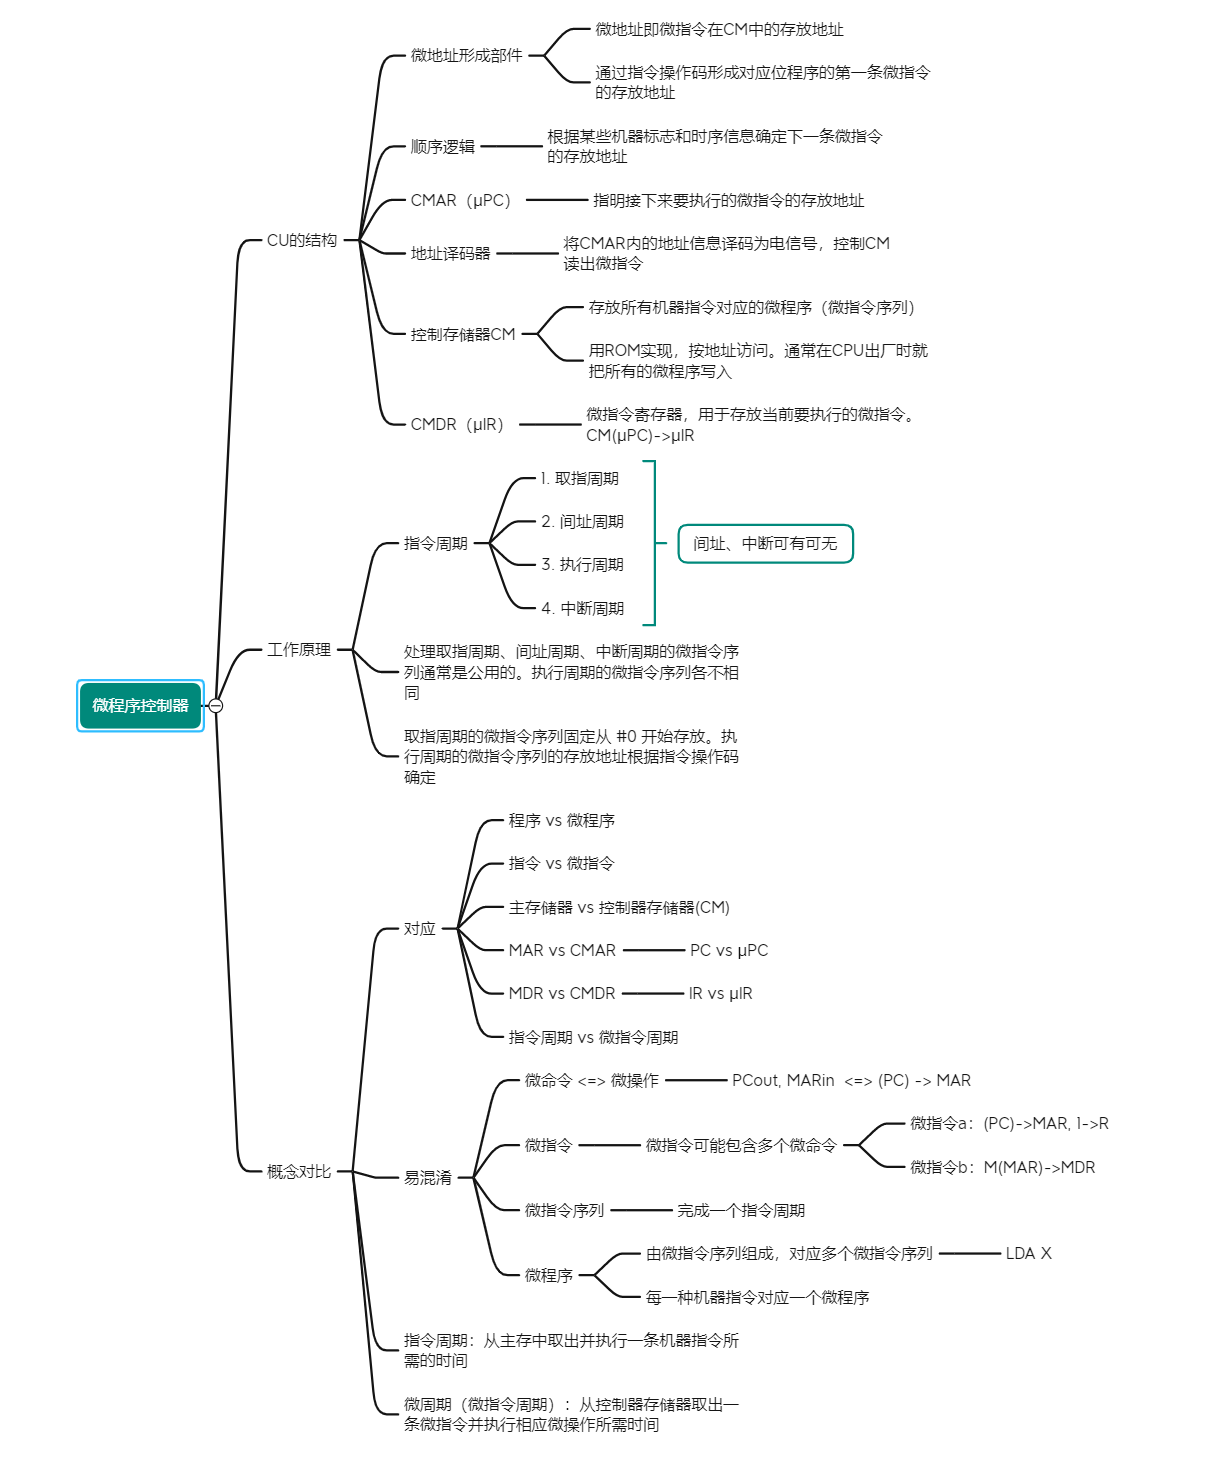 微程序控制器
CU的结构
微地址形成部件
微地址即微指令在CM中的存放地址
通过指令操作码形成对应位程序的第一条微指令
的存放地址
顺序逻辑
根据某些机器标志和时序信息确定下一条微指令
的存放地址
CMAR（μPC）
指明接下来要执行的微指令的存放地址
地址译码器
将CMAR内的地址信息译码为电信号，控制CM
读出微指令
控制存储器CM
存放所有机器指令对应的微程序（微指令序列）
用ROM实现，按地址访问。通常在CPU出厂时就
把所有的微程序写入
CMDR（μIR）
微指令寄存器，用于存放当前要执行的微指令。
CM(μPC)->μIR
工作原理
指令周期
1. 取指周期
2. 间址周期
3. 执行周期
4. 中断周期
间址、中断可有可无
处理取指周期、间址周期、中断周期的微指令序
列通常是公用的。执行周期的微指令序列各不相
同
取指周期的微指令序列固定从 #0 开始存放。执
行周期的微指令序列的存放地址根据指令操作码
确定
概念对比
对应
程序 vs 微程序
指令 vs 微指令
主存储器 vs 控制器存储器(CM)
MAR vs CMAR
PC vs μPC
MDR vs CMDR
IR vs μIR
指令周期 vs 微指令周期
易混淆
微命令 <=> 微操作
PCout, MARin  <=> (PC) -> MAR
微指令
微指令可能包含多个微命令
微指令a：(PC)->MAR, 1->R
微指令b：M(MAR)->MDR
微指令序列
完成一个指令周期
微程序
由微指令序列组成，对应多个微指令序列
LDA X
每一种机器指令对应一个微程序
指令周期：从主存中取出并执行一条机器指令所
需的时间
微周期（微指令周期）：从控制器存储器取出一
条微指令并执行相应微操作所需时间